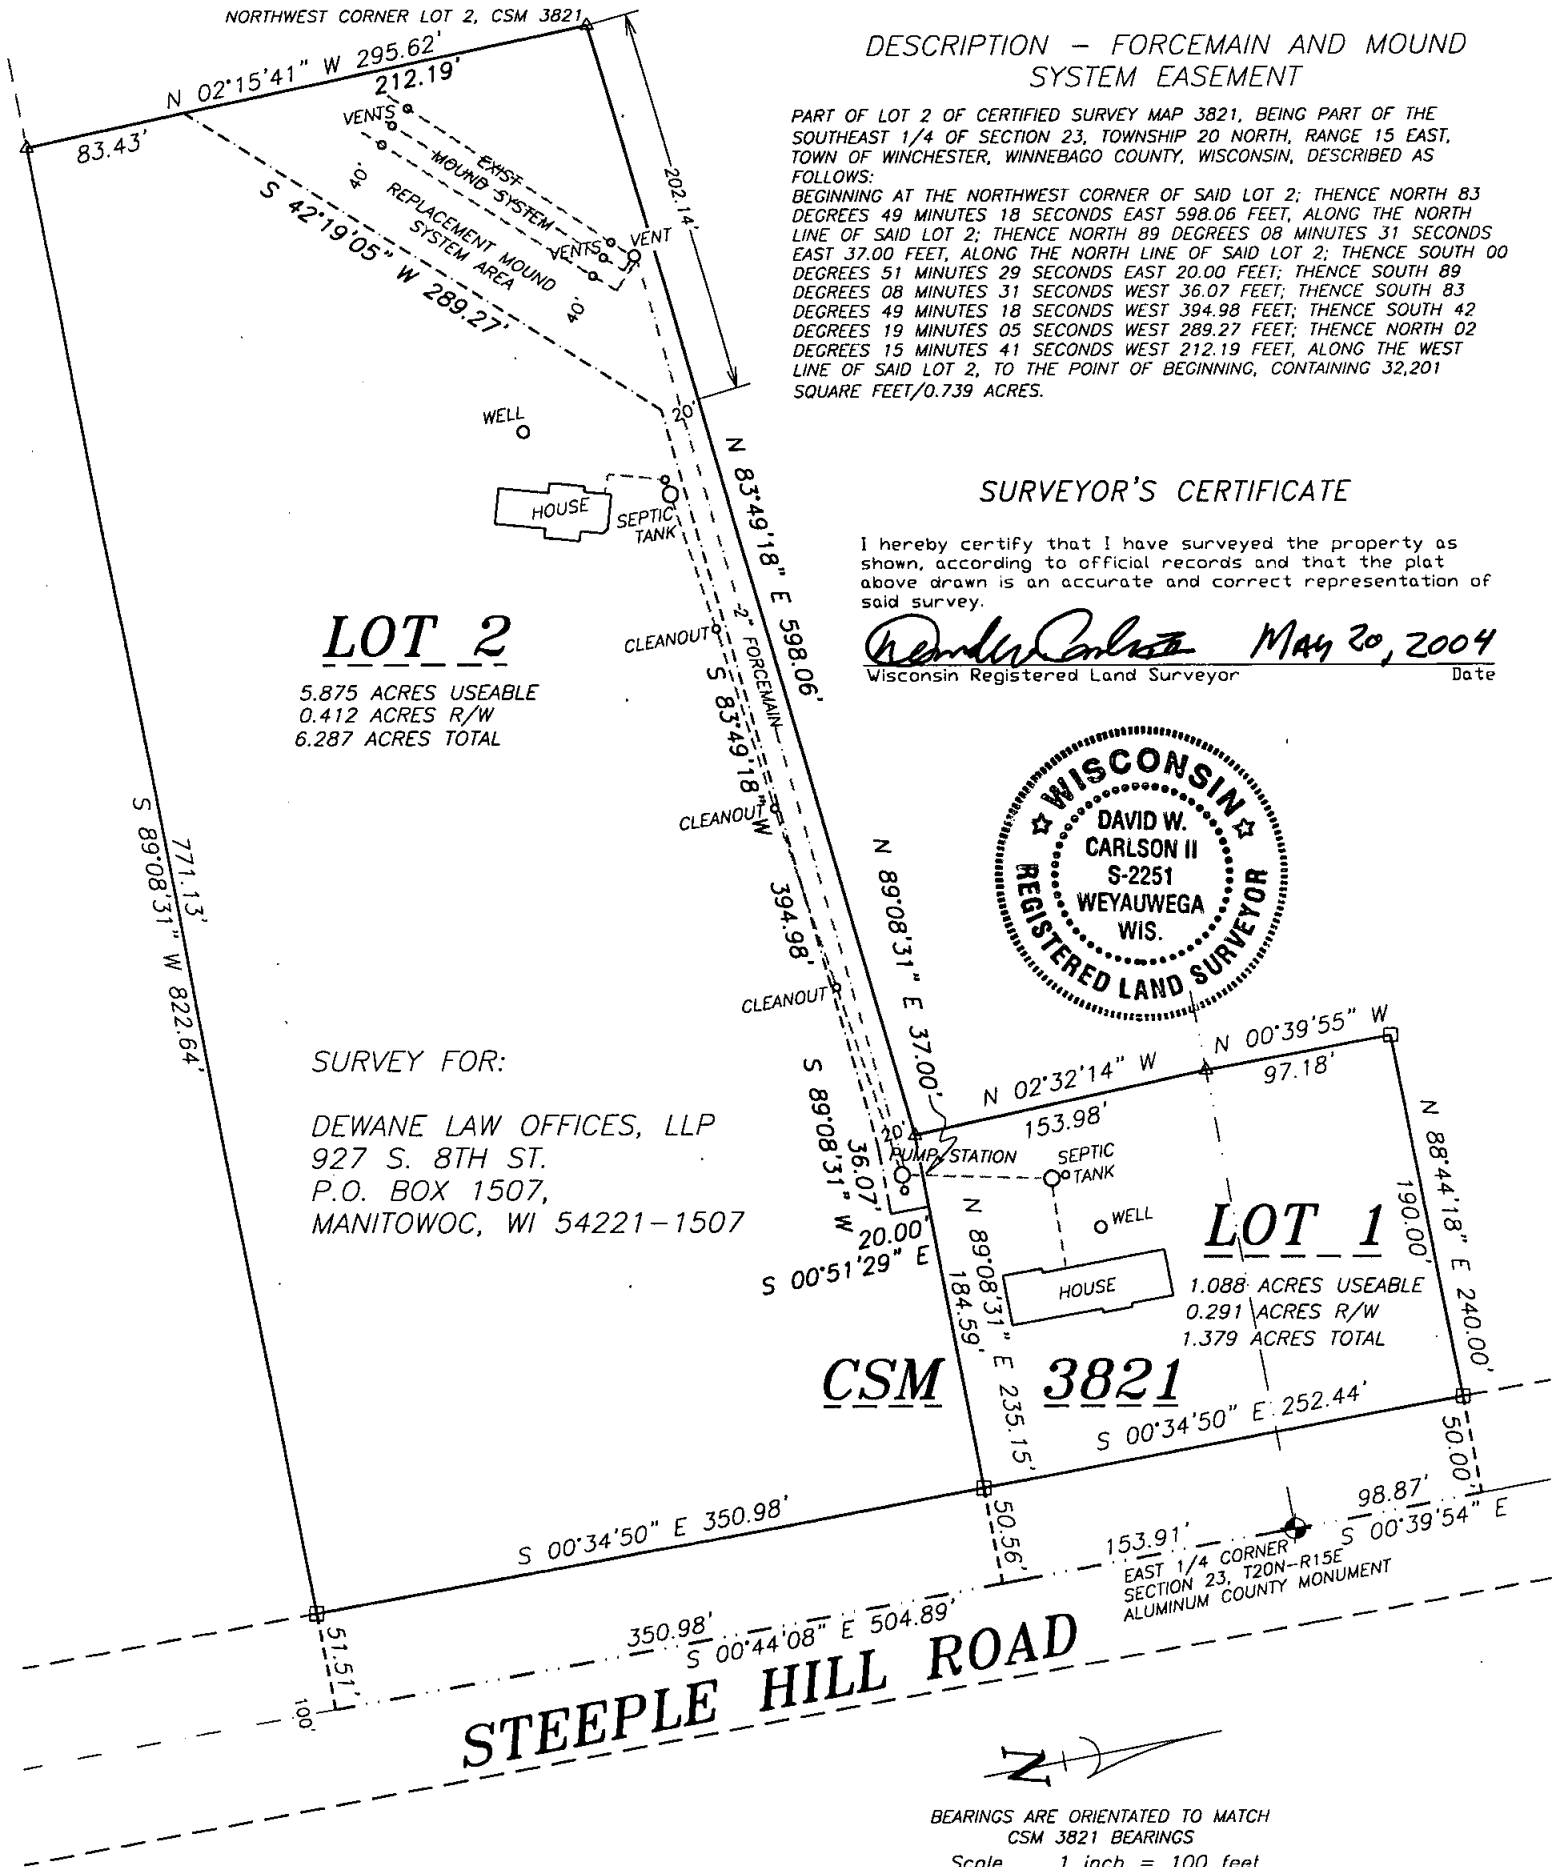 NORTHWEST CORNER LOT 2, CSM 3821
N 02°15'41" W 295.62'
212.19'
83.43'
VENTS
EXIST
MOUND SYSTEM
40'
REPLACEMENT MOUND
SYSTEM AREA
VENTS
VENT
40'
S 42°19'05" W 289.27'
202.14'
20'
DESCRIPTION – FORCEMAIN AND MOUND
SYSTEM EASEMENT
PART OF LOT 2 OF CERTIFIED SURVEY MAP 3821, BEING PART OF THE
SOUTHEAST 1/4 OF SECTION 23, TOWNSHIP 20 NORTH, RANGE 15 EAST,
TOWN OF WINCHESTER, WINNEBAGO COUNTY, WISCONSIN, DESCRIBED AS
FOLLOWS:
BEGINNING AT THE NORTHWEST CORNER OF SAID LOT 2; THENCE NORTH 83
DEGREES 49 MINUTES 18 SECONDS EAST 598.06 FEET, ALONG THE NORTH
LINE OF SAID LOT 2; THENCE NORTH 89 DEGREES 08 MINUTES 31 SECONDS
EAST 37.00 FEET, ALONG THE NORTH LINE OF SAID LOT 2; THENCE SOUTH 00
DEGREES 51 MINUTES 29 SECONDS EAST 20.00 FEET; THENCE SOUTH 89
DEGREES 08 MINUTES 31 SECONDS WEST 36.07 FEET; THENCE SOUTH 83
DEGREES 49 MINUTES 18 SECONDS WEST 394.98 FEET; THENCE SOUTH 42
DEGREES 19 MINUTES 05 SECONDS WEST 289.27 FEET; THENCE NORTH 02
DEGREES 15 MINUTES 41 SECONDS WEST 212.19 FEET, ALONG THE WEST
LINE OF SAID LOT 2, TO THE POINT OF BEGINNING, CONTAINING 32,201
SQUARE FEET/0.739 ACRES.
WELL
HOUSE
SEPTIC
TANK
N 83°49'18" E 598.06'
2" FORCEMAIN
CLEANOUT
S 83°49'18" W 394.98'
CLEANOUT
CLEANOUT
SURVEYOR'S CERTIFICATE
I hereby certify that I have surveyed the property as
shown, according to official records and that the plat
above drawn is an accurate and correct representation of
said survey.
May 20, 2004
Wisconsin Registered Land Surveyor
Date
WISCONSIN
DAVID W.
CARLSON II
S-2251
WEYAUWEGA
WIS.
REGISTERED LAND SURVEYOR
LOT 2
5.875 ACRES USEABLE
0.412 ACRES R/W
6.287 ACRES TOTAL
771.13'
S 89°08'31" W 822.64'
SURVEY FOR:
DEWANE LAW OFFICES, LLP
927 S. 8TH ST.
P.O. BOX 1507,
MANITOWOC, WI 54221-1507
N 89°08'31" E 37.00'
20'
PUMP STATION
36.07'
S 89°08'31" W
20.00'
S 00°51'29" E
N 02°32'14" W
153.98'
N 00°39'55" W
97.18'
SEPTIC
TANK
WELL
HOUSE
LOT 1
1.088 ACRES USEABLE
0.291 ACRES R/W
1.379 ACRES TOTAL
N 88°44'18" E 240.00'
190.00'
N 89°08'31" E 235.15'
184.59'
CSM 3821
S 00°34'50" E 252.44'
50.00'
S 00°34'50" E 350.98'
50.56'
98.87'
S 00°39'54" E
153.91'
EAST 1/4 CORNER
SECTION 23, T20N-R15E
ALUMINUM COUNTY MONUMENT
51.51'
100'
350.98'
S 00°44'08" E 504.89'
STEEPLE HILL ROAD
N
BEARINGS ARE ORIENTATED TO MATCH
CSM 3821 BEARINGS
Scale 1 inch = 100 feet